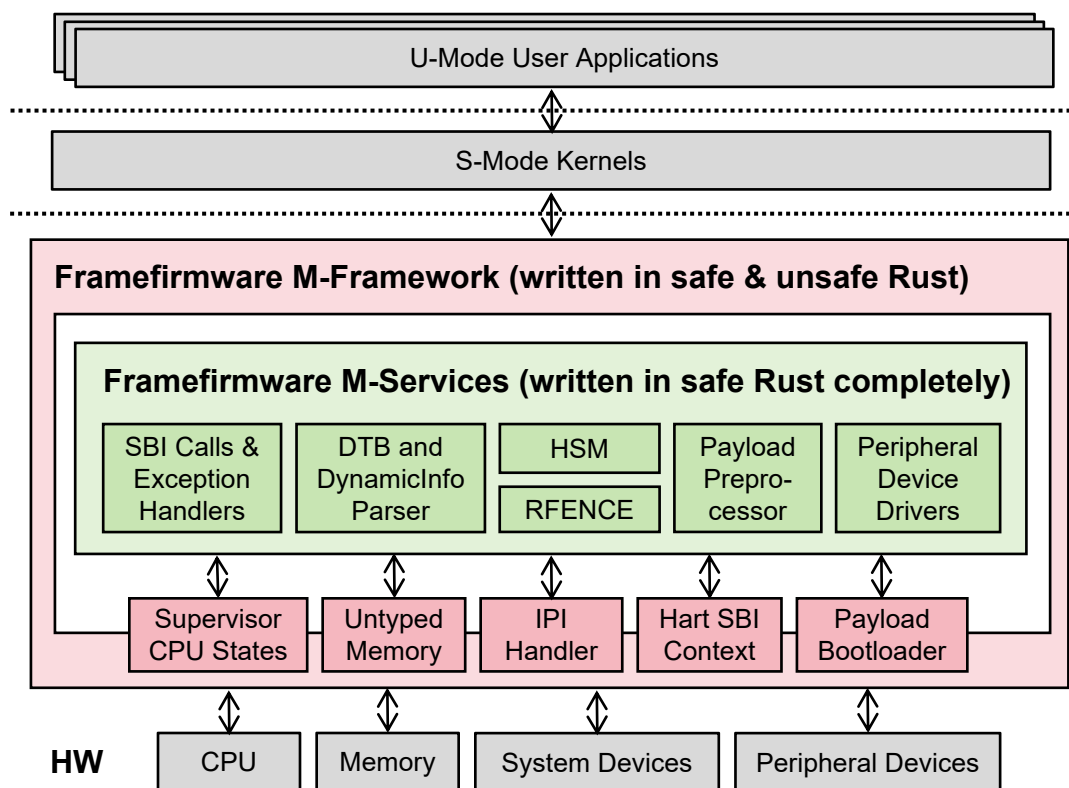 U-Mode User Applications
S-Mode Kernels
Framefirmware M-Framework (written in safe & unsafe Rust)
Framefirmware M-Services (written in safe Rust completely)
SBI Calls &
Exception
Handlers
DTB and
DynamicInfo
Parser
HSM
RFENCE
Payload
Prepro-
cessor
Peripheral
Device
Drivers
Supervisor
CPU States
Untyped
Memory
IPI
Handler
Hart SBI
Context
Payload
Bootloader
HW
CPU
Memory
System Devices
Peripheral Devices